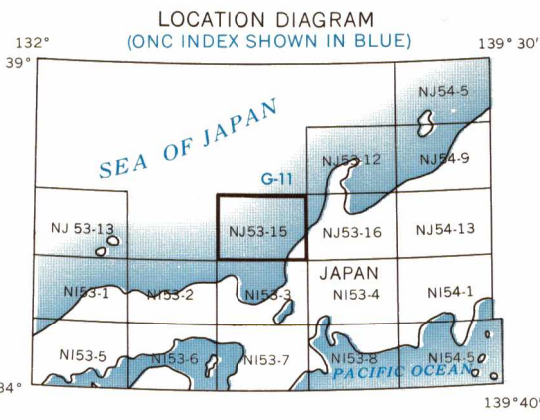 LOCATION DIAGRAM
(ONC INDEX SHOWN IN BLUE)
132° 139° 30'
39°
NJ54-5
SEA OF JAPAN
NJ53-12 NJ54-9
G-11
NJ 53-13 NJ53-15 NJ53-16 NJ54-13
JAPAN
NI53-1 NI53-2 NI53-3 NI53-4 NI54-1
NI53-5 NI53-6 NI53-7 NI53-8 NI54-5
PACIFIC OCEAN
34° 139°40'